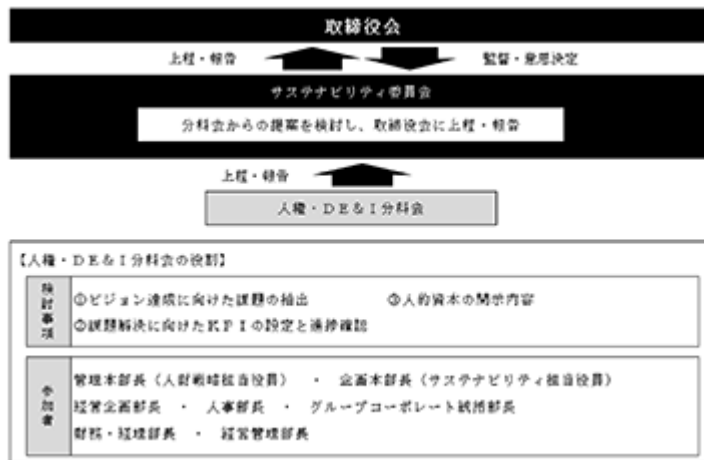 取締役会
上程・報告
監督・意思決定
サステナビリティ委員会
分科会からの提案を検討し、取締役会に上程・報告
上程・報告
人権・DE&I分科会
【人権・DE&I分科会の役割】
検討事項
①ビジョン達成に向けた課題の抽出 ③人的資本の開示内容
②課題解決に向けたKPIの設定と進捗確認
参加者
管理本部長（人財戦略担当役員） ・ 企画本部長（サステナビリティ担当役員）
経営企画部長 ・ 人事部長 ・ グループコーポレート統括部長
財務・経理部長 ・ 経営管理部長